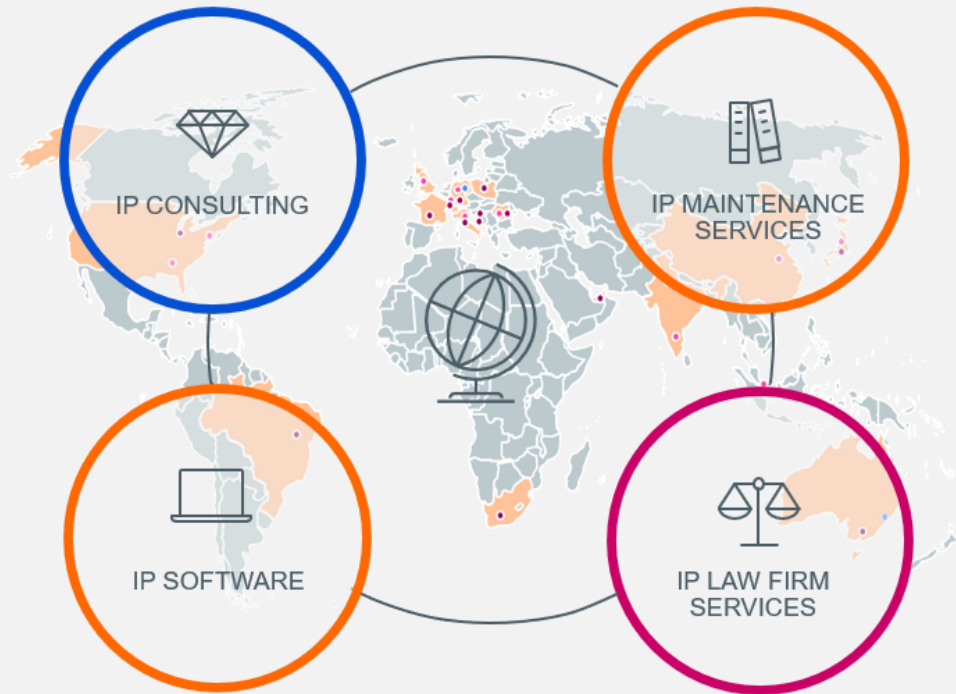 IP CONSULTING
IP MAINTENANCE
SERVICES
IP SOFTWARE
IP LAW FIRM
SERVICES